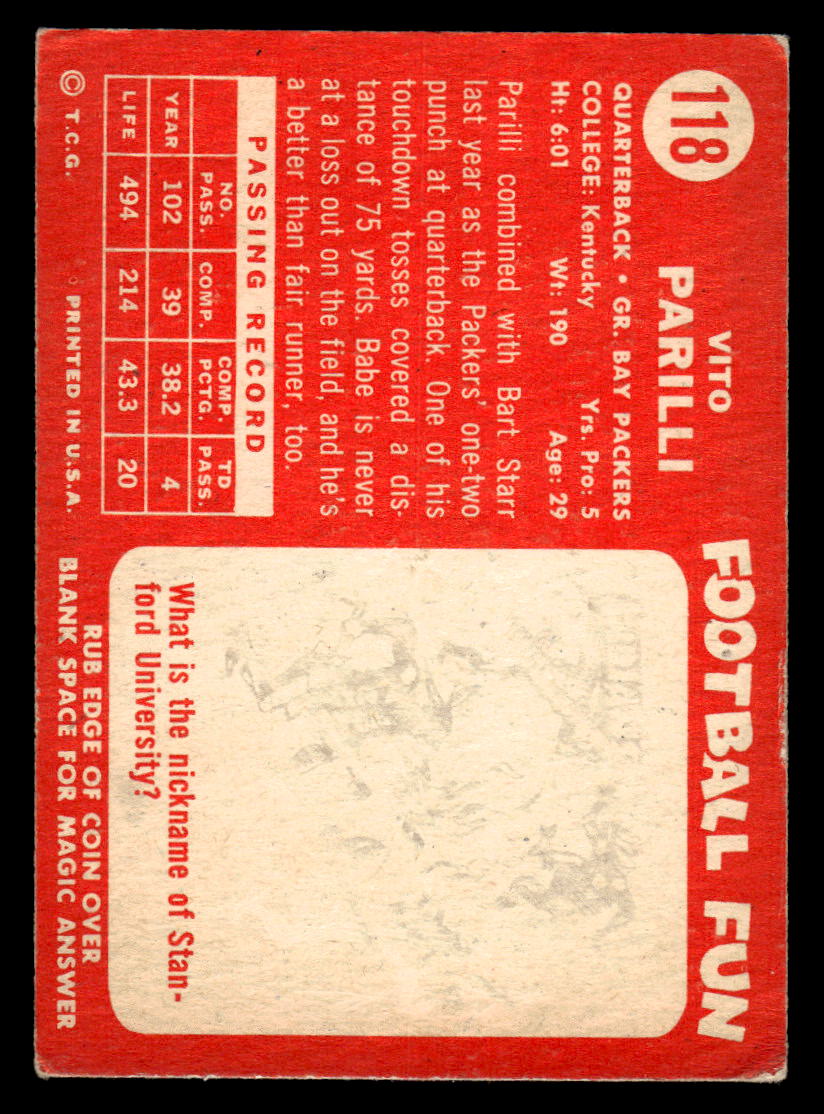 118
VITO
PARILLI
QUARTERBACK • GR. BAY PACKERS
COLLEGE: Kentucky Yrs. Pro: 5
Ht: 6:01 Wt: 190 Age: 29
Parilli combined with Bart Starr
last year as the Packers' one-two
punch at quarterback. One of his
touchdown tosses covered a dis-
tance of 75 yards. Babe is never
at a loss out on the field, and he's
a better than fair runner, too.
PASSING RECORD
NO. PASS. COMP. COMP. PCTG. TD PASS.
YEAR 102 39 38.2 4
LIFE 494 214 43.3 20
© T.C.G. PRINTED IN U.S.A.
FOOTBALL FUN
What is the nickname of Stan-
ford University?
RUB EDGE OF COIN OVER
BLANK SPACE FOR MAGIC ANSWER